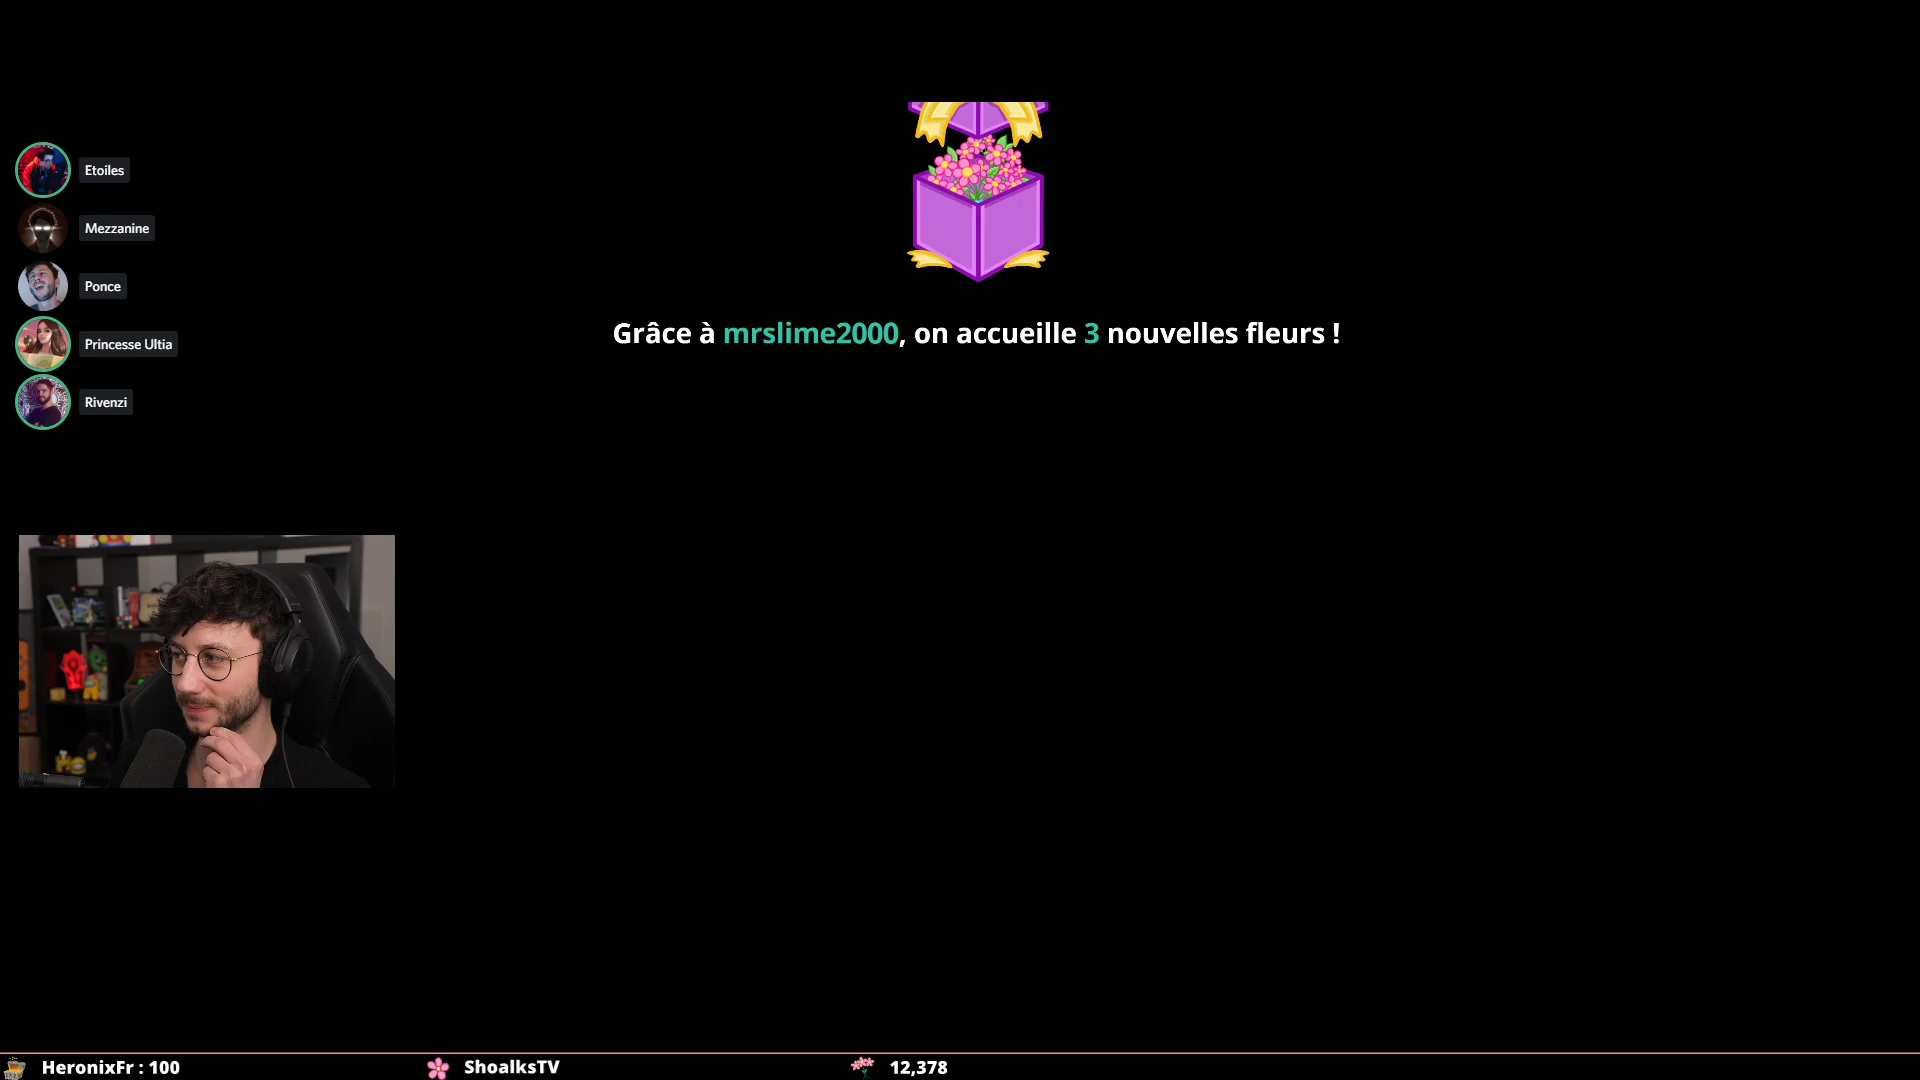 Etoiles
Mezzanine
Ponce
Princesse Ultia
Rivenzi
Grâce à mrslime2000, on accueille 3 nouvelles fleurs !
HeronixFr : 100
ShoalksTV
12,378